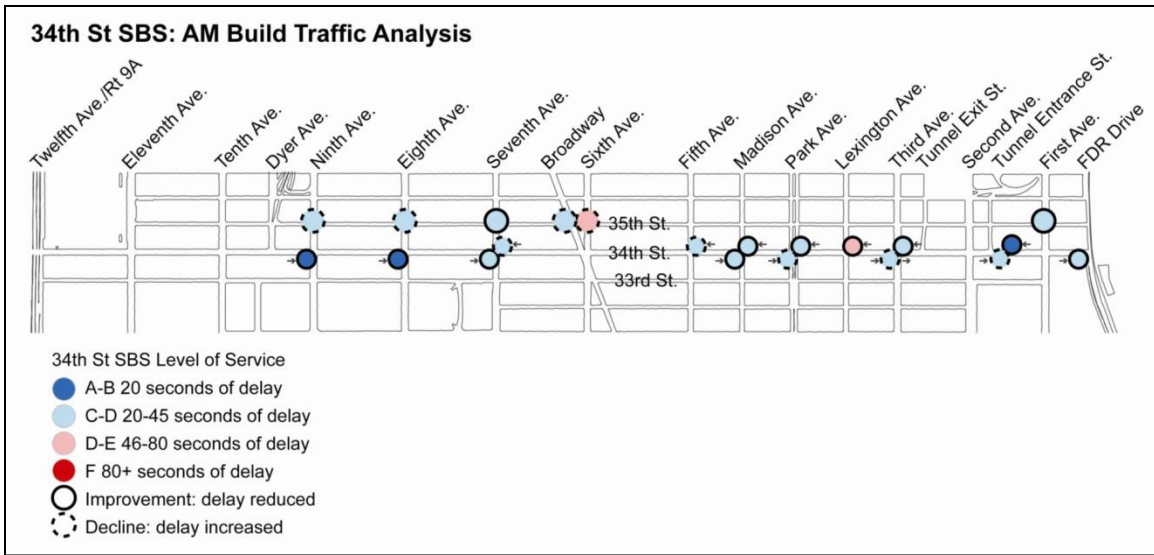 34th St SBS: AM Build Traffic Analysis
Twelfth Ave./Rt 9A
Eleventh Ave.
Tenth Ave.
Dyer Ave.
Ninth Ave.
Eighth Ave.
Seventh Ave.
Broadway
Sixth Ave.
Fifth Ave.
Madison Ave.
Park Ave.
Lexington Ave.
Third Ave.
Tunnel Exit St.
Second Ave.
Tunnel Entrance St.
First Ave.
FDR Drive
35th St.
34th St.
33rd St.
34th St SBS Level of Service
A-B 20 seconds of delay
C-D 20-45 seconds of delay
D-E 46-80 seconds of delay
F 80+ seconds of delay
Improvement: delay reduced
Decline: delay increased